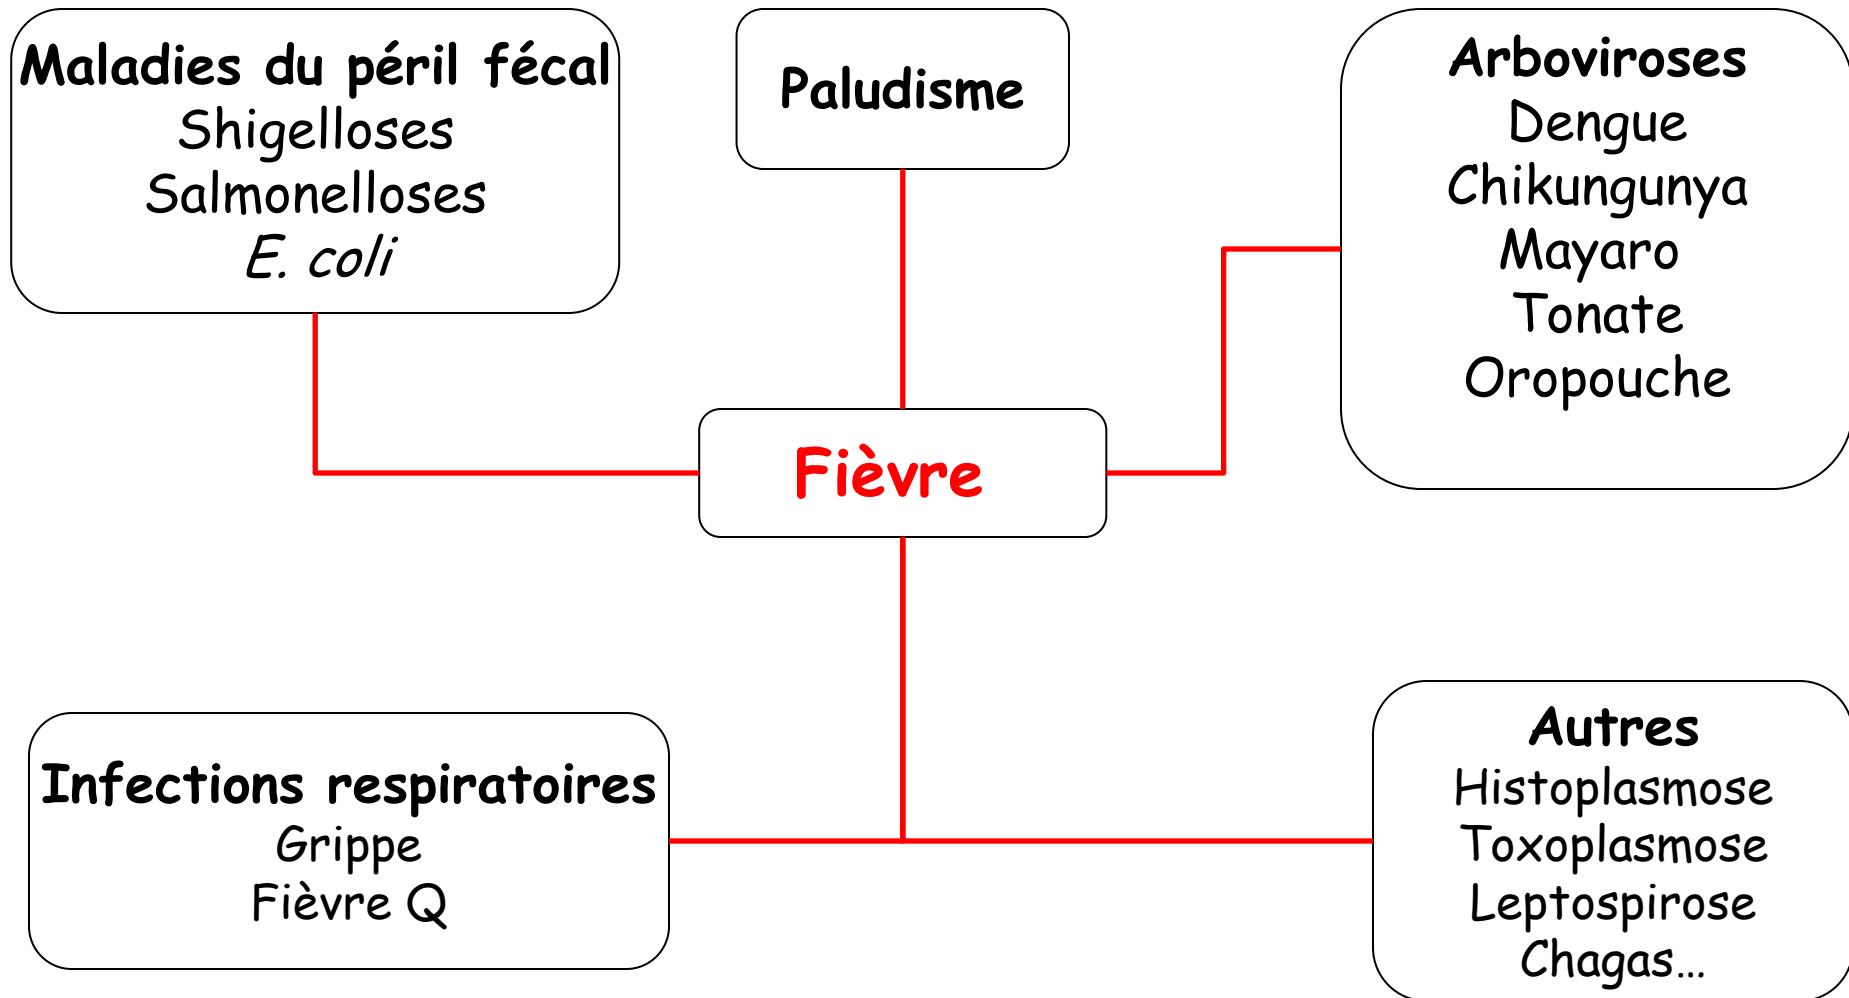 Maladies du péril fécal
Shigelloses
Salmonelloses
E. coli
Paludisme
Arboviroses
Dengue
Chikungunya
Mayaro
Tonate
Oropouche
Fièvre
Infections respiratoires
Grippe
Fièvre Q
Autres
Histoplasmose
Toxoplasmose
Leptospirose
Chagas…